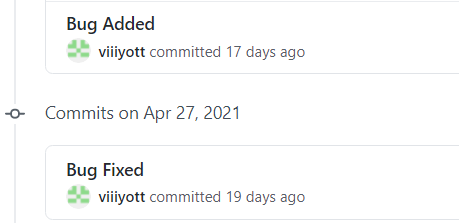 Bug Added
viiiyott committed 17 days ago
Commits on Apr 27, 2021
Bug Fixed
viiiyott committed 19 days ago